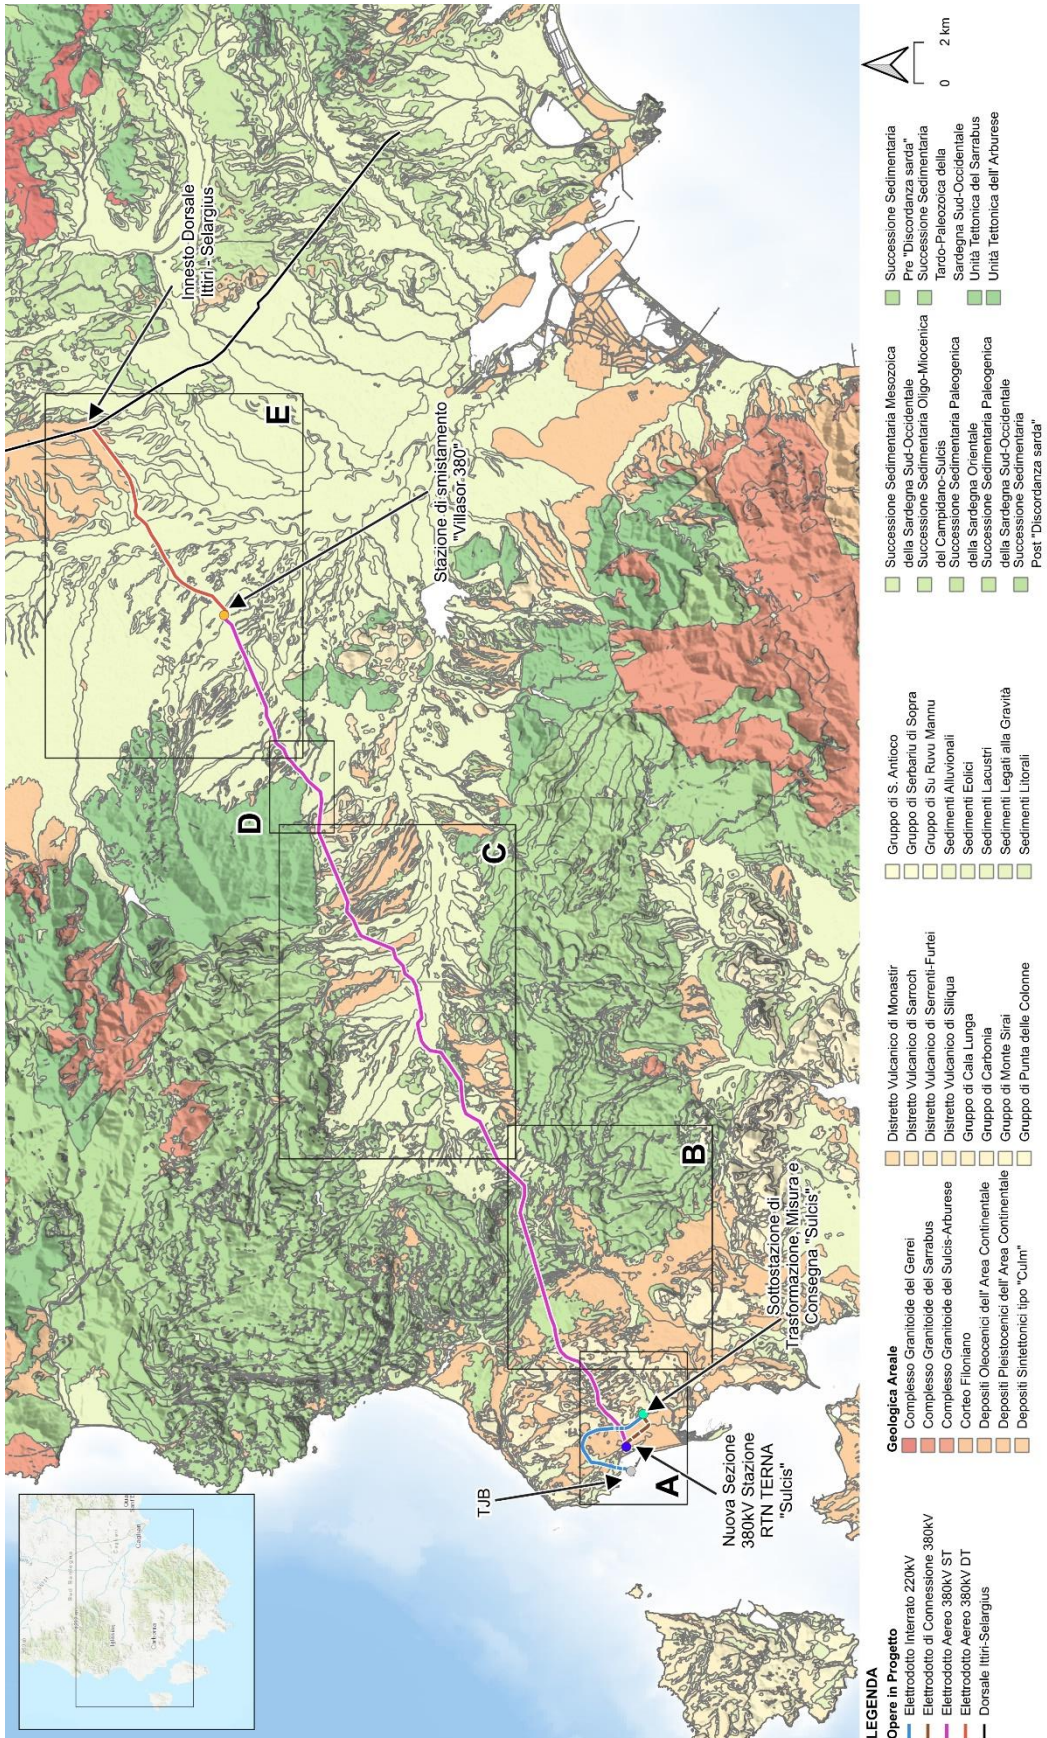 Innesto Dorsale
Ittiri - Selargius
E
Stazione di smistamento
"Villasor 380"
D
C
B
Sottostazione di
Trasformazione, Misura e
Consegna "Sulcis"
A
TJB
Nuova Sezione
380kV Stazione
RTN TERNA
"Sulcis"
LEGENDA
Opere in Progetto
Elettrodotto Interrato 220kV
Elettrodotto di Connessione 380kV
Elettrodotto Aereo 380kV ST
Elettrodotto Aereo 380kV DT
Dorsale Ittiri-Selargius
Geologica Areale
Complesso Granitoide del Gerrei
Complesso Granitoide del Sarrabus
Complesso Granitoide del Sulcis-Arburese
Corteo Filoniano
Depositi Oleocenici dell' Area Continentale
Depositi Pleistocenici dell' Area Continentale
Depositi Sintettonici tipo "Culm"
Distretto Vulcanico di Monastir
Distretto Vulcanico di Sarroch
Distretto Vulcanico di Serrenti-Furtei
Distretto Vulcanico di Siliqua
Gruppo di Cala Lunga
Gruppo di Carbonia
Gruppo di Monte Sirai
Gruppo di Punta delle Colonne
Gruppo di S. Antioco
Gruppo di Serbariu di Sopra
Gruppo di Su Ruvu Mannu
Sedimenti Alluvionali
Sedimenti Eolici
Sedimenti Lacustri
Sedimenti Legati alla Gravità
Sedimenti Litorali
Successione Sedimentaria Mesozoica
della Sardegna Sud-Occidentale
Successione Sedimentaria Oligo-Miocenica
del Campidano-Sulcis
Successione Sedimentaria Paleogenica
della Sardegna Orientale
Successione Sedimentaria Paleogenica
della Sardegna Sud-Occidentale
Successione Sedimentaria
Post "Discordanza sarda"
Successione Sedimentaria
Pre "Discordanza sarda"
Successione Sedimentaria
Tardo-Paleozoica della
Sardegna Sud-Occidentale
Unità Tettonica del Sarrabus
Unità Tettonica dell' Arburese
0 2 km